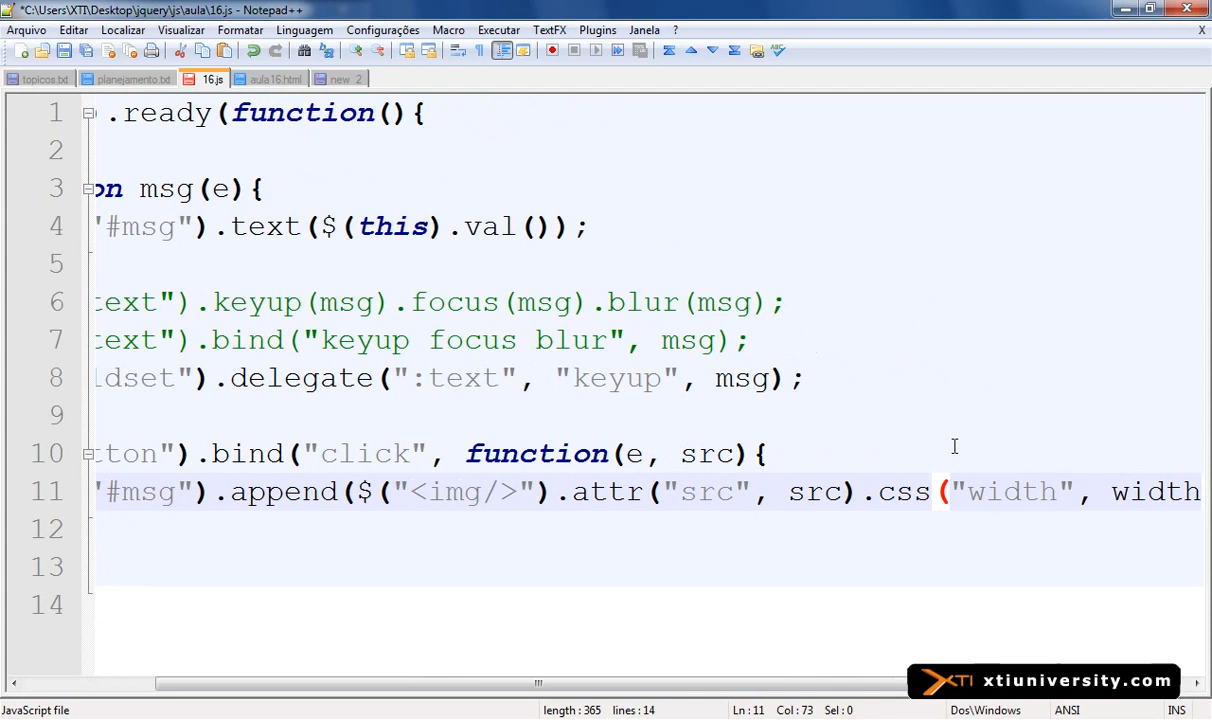 *C:\Users\XTI\Desktop\jquery\js\aula\16.js - Notepad++
Arquivo Editar Localizar Visualizar Formatar Linguagem Configurações Macro Executar TextFX Plugins Janela ? X
topicos.txt planejamento.txt 16.js aula16.html new 2
1 .ready(function(){
2
3 on msg(e){
4 "#msg").text($(this).val());
5
6 text").keyup(msg).focus(msg).blur(msg);
7 text").bind("keyup focus blur", msg);
8 ldset").delegate(":text", "keyup", msg);
9
10 tton").bind("click", function(e, src){
11 "#msg").append($("<img/>").attr("src", src).css("width", width
12
13
14
XTI xtiuniversity.com
JavaScript file length : 365 lines : 14 Ln : 11 Col : 73 Sel : 0 Dos\Windows ANSI INS